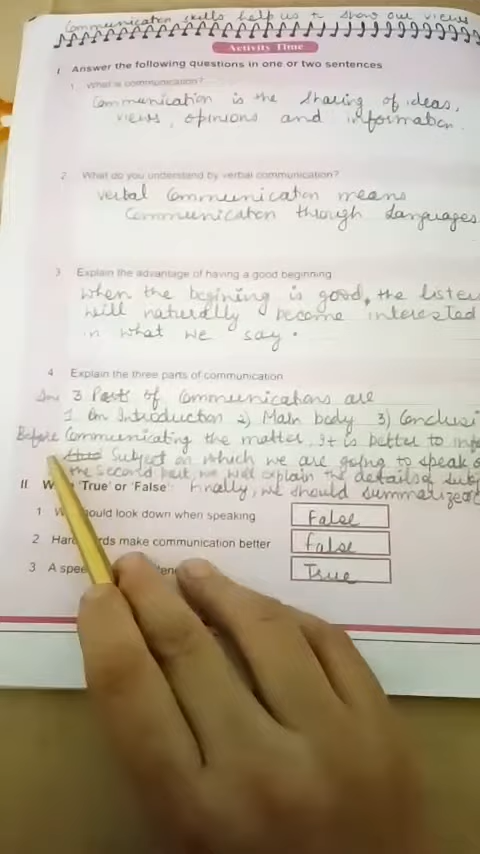 Communication skills help us to show our views
Activity Time
I Answer the following questions in one or two sentences
1 What is communication?
Communication is the sharing of ideas,
views, opinions and information.
2 What do you understand by verbal communication?
verbal communication means
Communication through Languages
3 Explain the advantage of having a good beginning
when the begining is good, the listen
will naturally become interested
in what we say.
4 Explain the three parts of communication
Ans 3 Parts of Communications are
1. An Introduction 2) Main body 3) Conclusi
Before Communicating the matter, It is better to info
Subject on which we are going to speak
the second part, we will explain the details subj
II 'True' or 'False': Finally, we should summarize
1 should look down when speaking False
2 make communication better false
3 A True